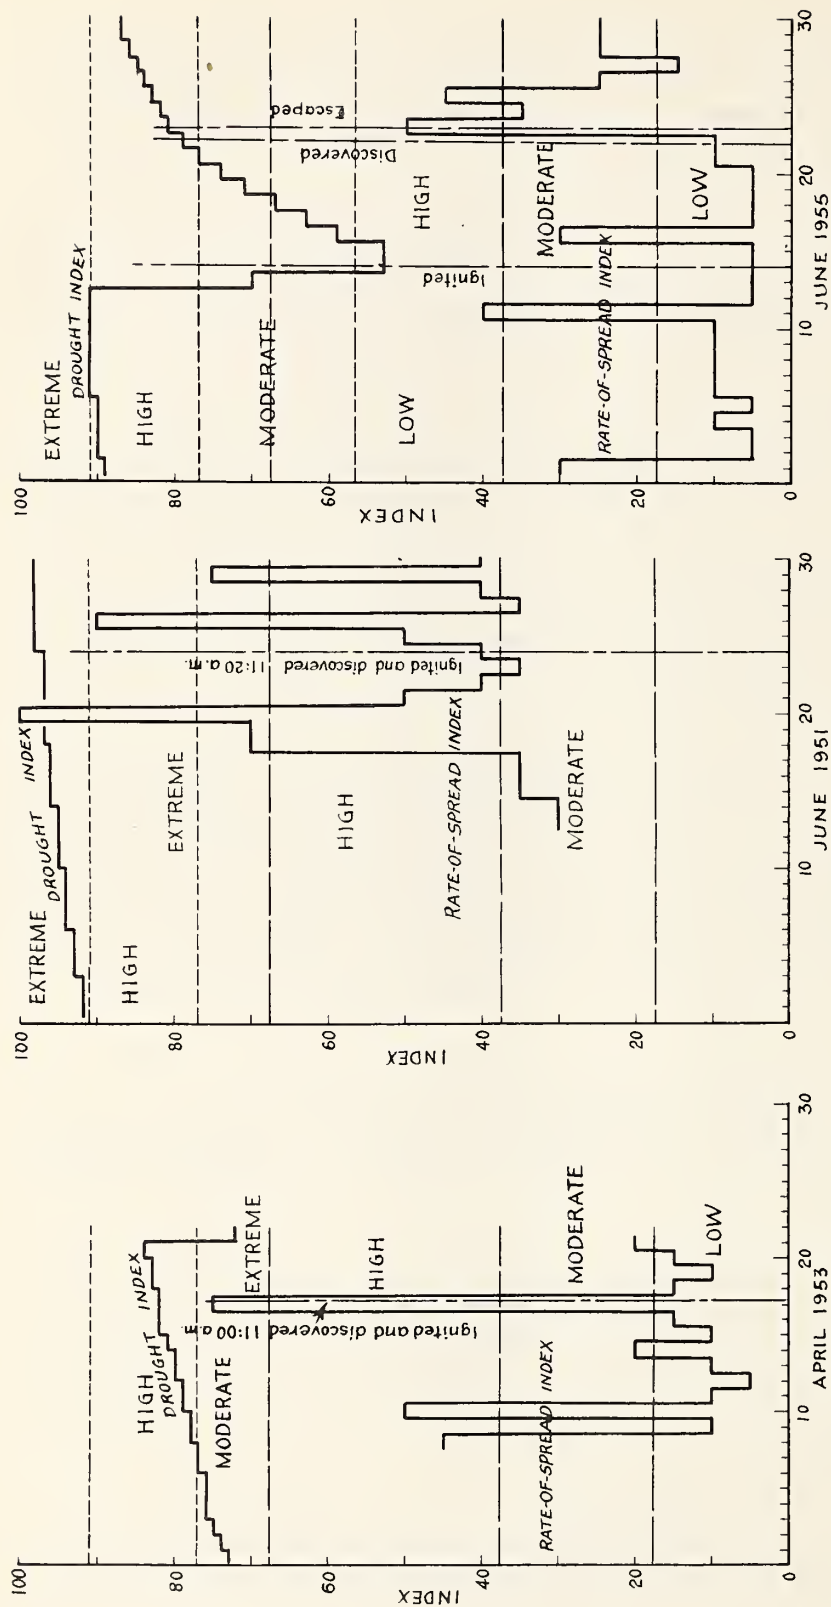 100
80
60
40
20
0
INDEX
HIGH
DROUGHT INDEX
MODERATE
EXTREME
Ignited and discovered 11:00 a.m.
HIGH
RATE-OF-SPREAD INDEX
MODERATE
LOW
10
20
30
APRIL 1953
100
80
60
40
20
0
INDEX
EXTREME
DROUGHT INDEX
HIGH
EXTREME
Ignited and discovered 11:20 a.m.
HIGH
RATE-OF-SPREAD INDEX
MODERATE
10
20
30
JUNE 1951
100
80
60
40
20
0
INDEX
EXTREME
DROUGHT INDEX
HIGH
MODERATE
LOW
Ignited
Discovered
Escaped
HIGH
MODERATE
RATE-OF-SPREAD INDEX
LOW
10
20
30
JUNE 1955